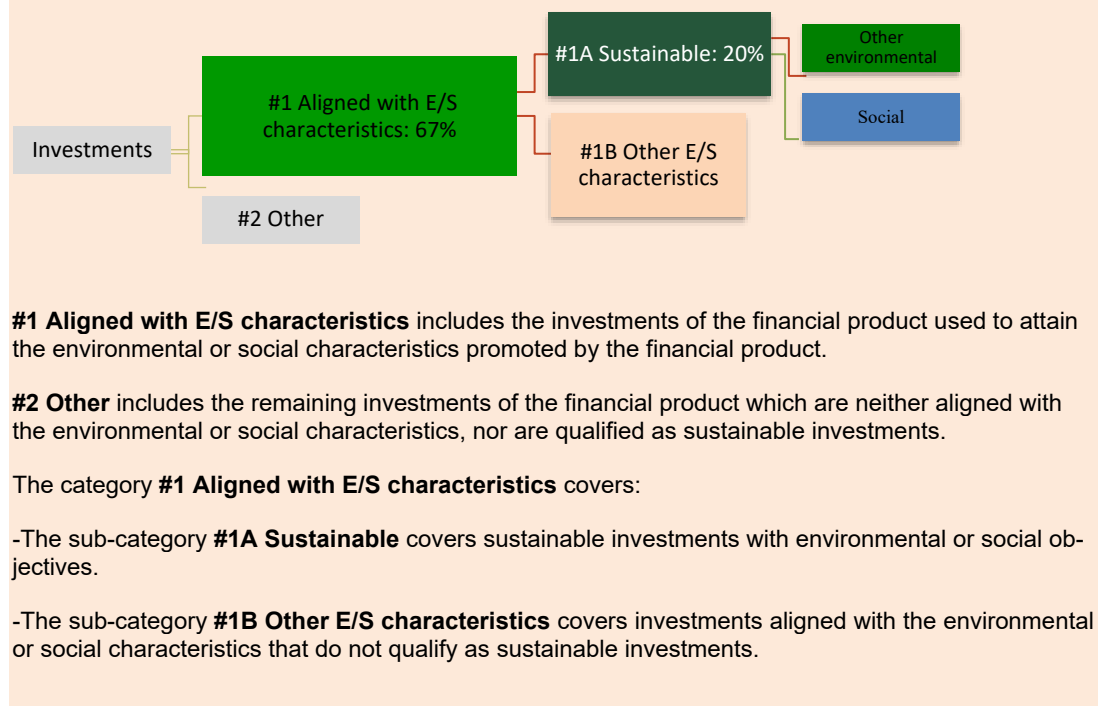 Investments
#1 Aligned with E/S
characteristics: 67%
#2 Other
#1A Sustainable: 20%
#1B Other E/S
characteristics
Other
environmental
Social
#1 Aligned with E/S characteristics includes the investments of the financial product used to attain
the environmental or social characteristics promoted by the financial product.
#2 Other includes the remaining investments of the financial product which are neither aligned with
the environmental or social characteristics, nor are qualified as sustainable investments.
The category #1 Aligned with E/S characteristics covers:
-The sub-category #1A Sustainable covers sustainable investments with environmental or social ob-
jectives.
-The sub-category #1B Other E/S characteristics covers investments aligned with the environmental
or social characteristics that do not qualify as sustainable investments.